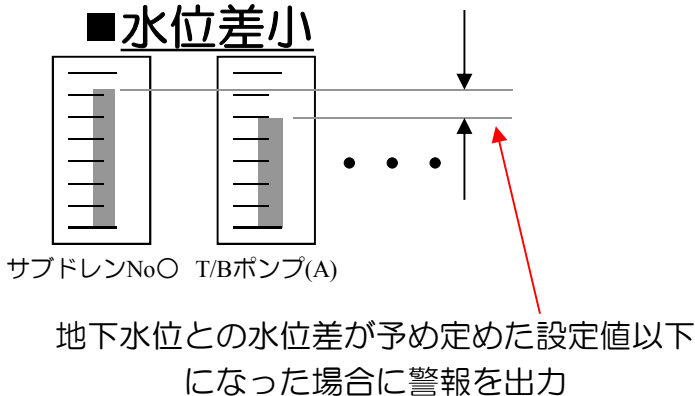 ■水位差小
サブドレンNo〇 T/Bポンプ(A)
・・・
地下水位との水位差が予め定めた設定値以下
になった場合に警報を出力